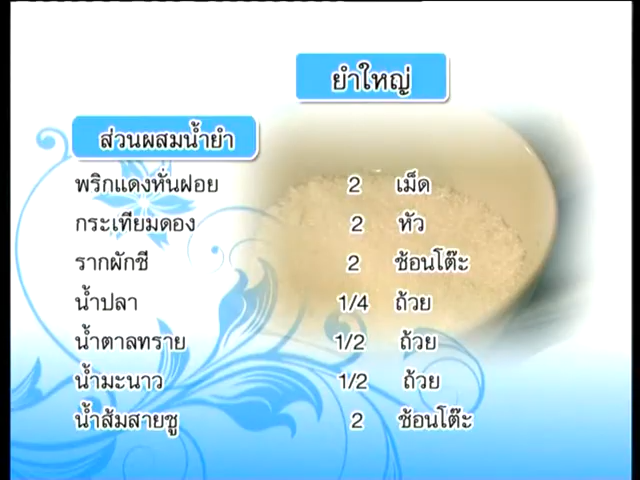 ยำใหญ่
ส่วนผสมน้ำยำ
พริกแดงหั่นฝอย 2 เม็ด
กระเทียมดอง 2 หัว
รากผักชี 2 ช้อนโต๊ะ
น้ำปลา 1/4 ถ้วย
น้ำตาลทราย 1/2 ถ้วย
น้ำมะนาว 1/2 ถ้วย
น้ำส้มสายชู 2 ช้อนโต๊ะ